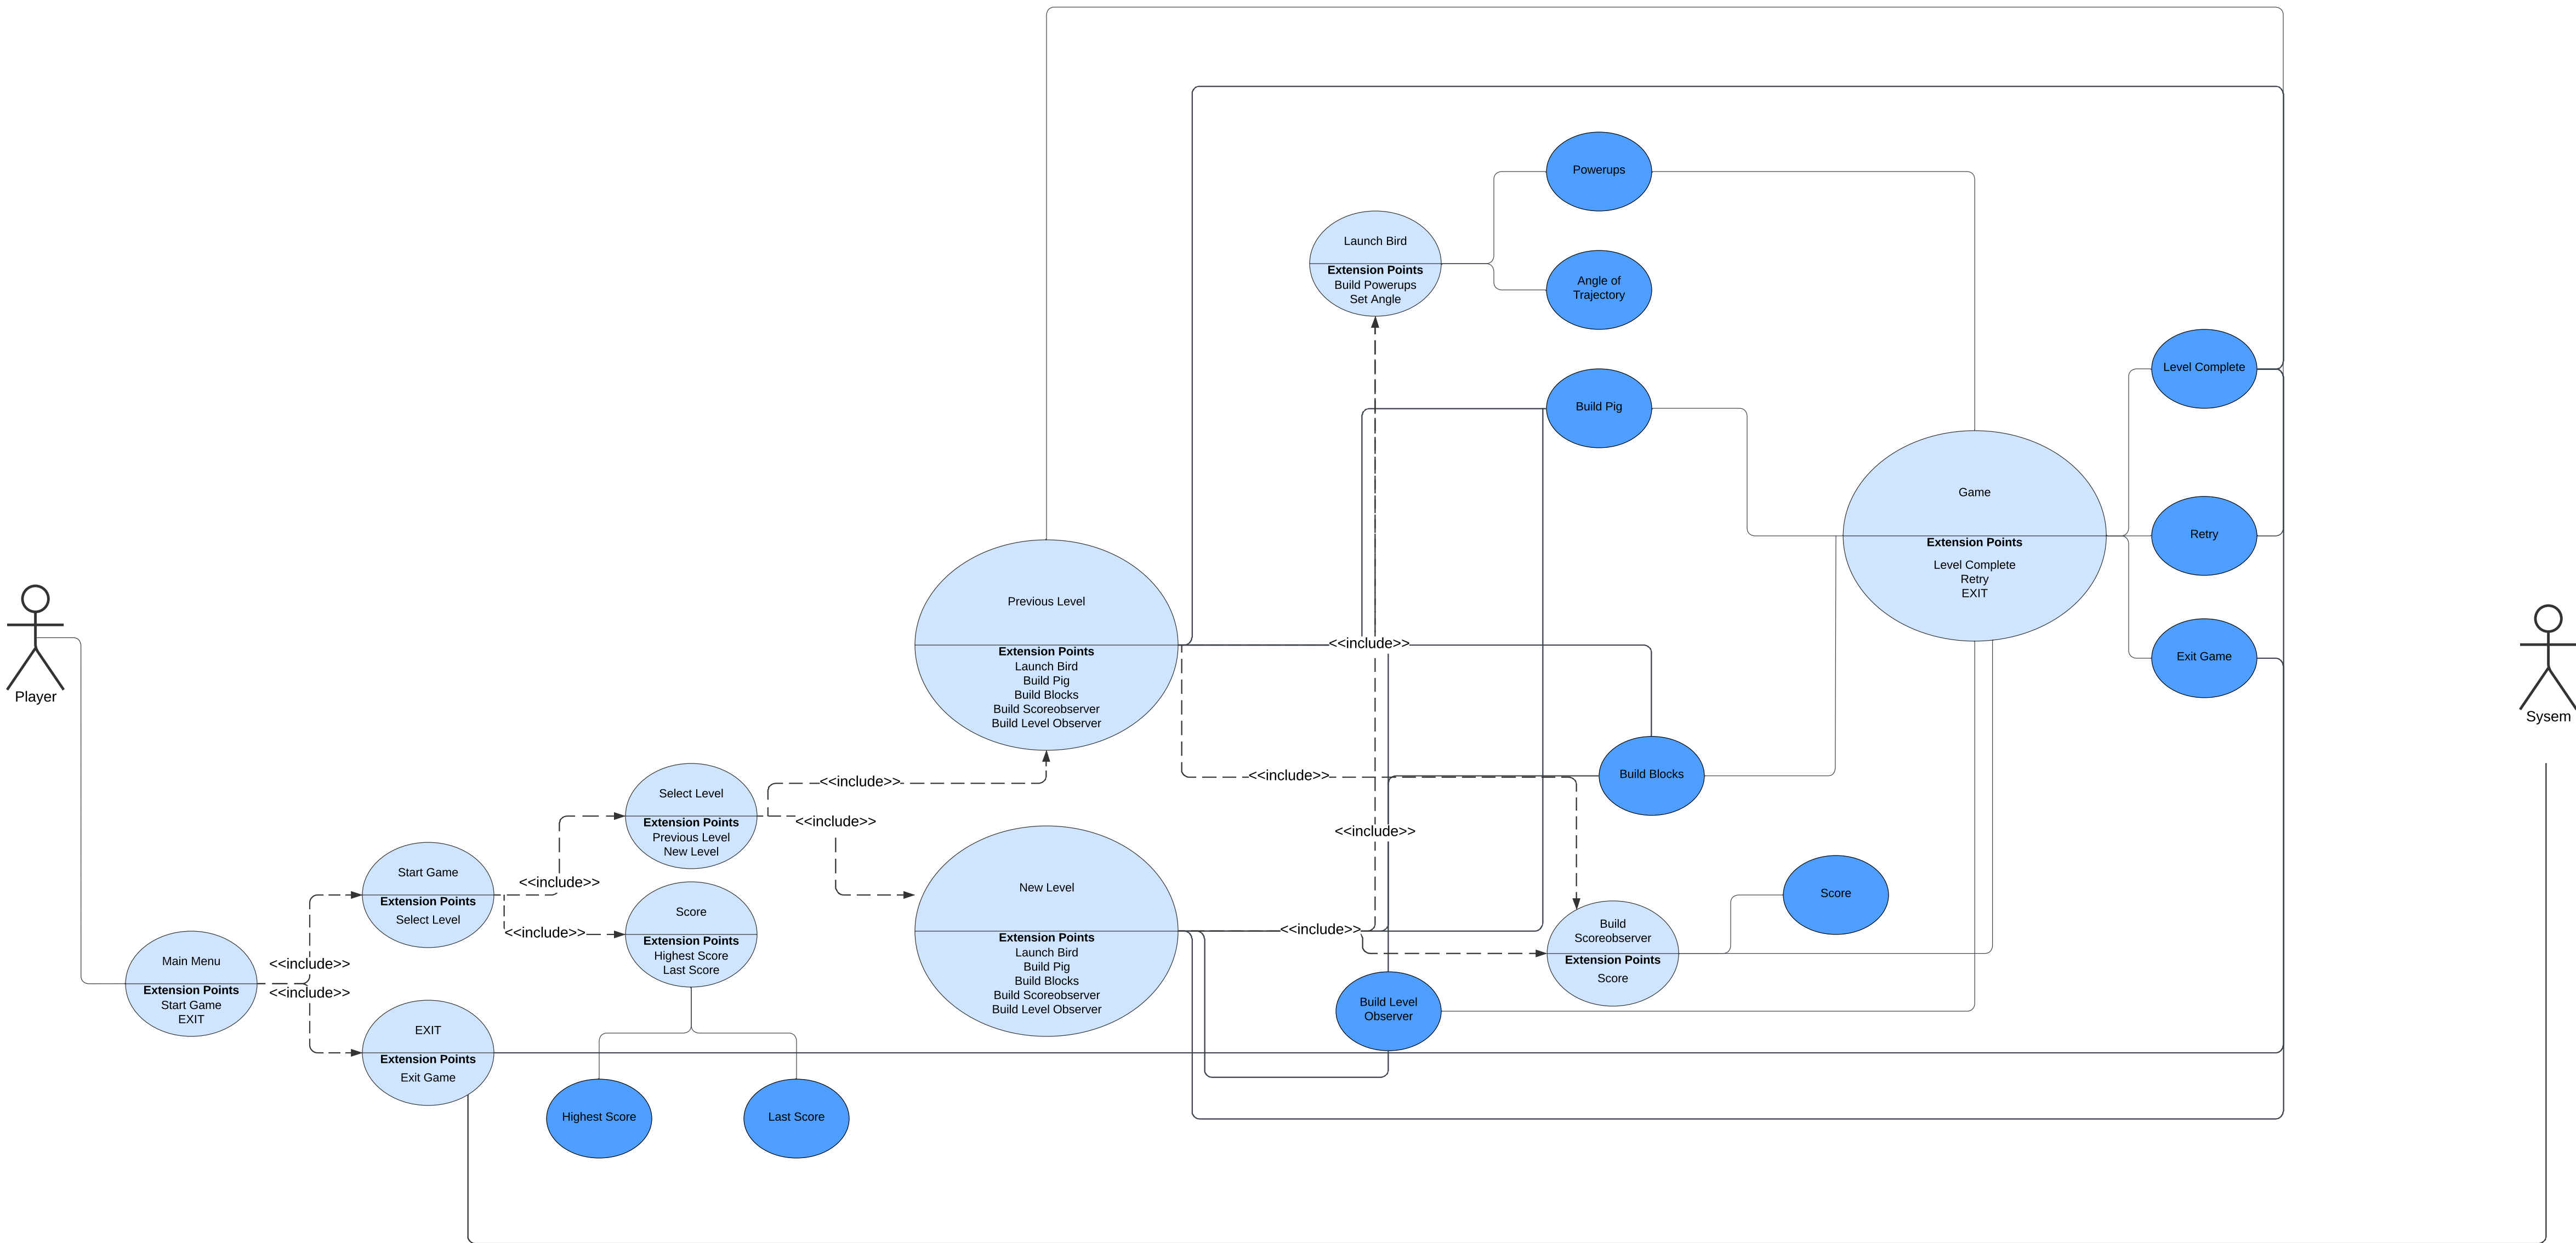 Player
Main Menu
Extension Points
Start Game
EXIT
<<include>>
<<include>>
Start Game
Extension Points
Select Level
EXIT
Extension Points
Exit Game
<<include>>
<<include>>
Select Level
Extension Points
Previous Level
New Level
Score
Extension Points
Highest Score
Last Score
Highest Score
Last Score
<<include>>
<<include>>
Previous Level
Extension Points
Launch Bird
Build Pig
Build Blocks
Build Scoreobserver
Build Level Observer
New Level
Extension Points
Launch Bird
Build Pig
Build Blocks
Build Scoreobserver
Build Level Observer
<<include>>
<<include>>
<<include>>
<<include>>
Launch Bird
Extension Points
Build Powerups
Set Angle
Powerups
Angle of
Trajectory
Build Pig
Build Blocks
Build
Scoreobserver
Extension Points
Score
Build Level
Observer
Score
Game
Extension Points
Level Complete
Retry
EXIT
Level Complete
Retry
Exit Game
Sysem